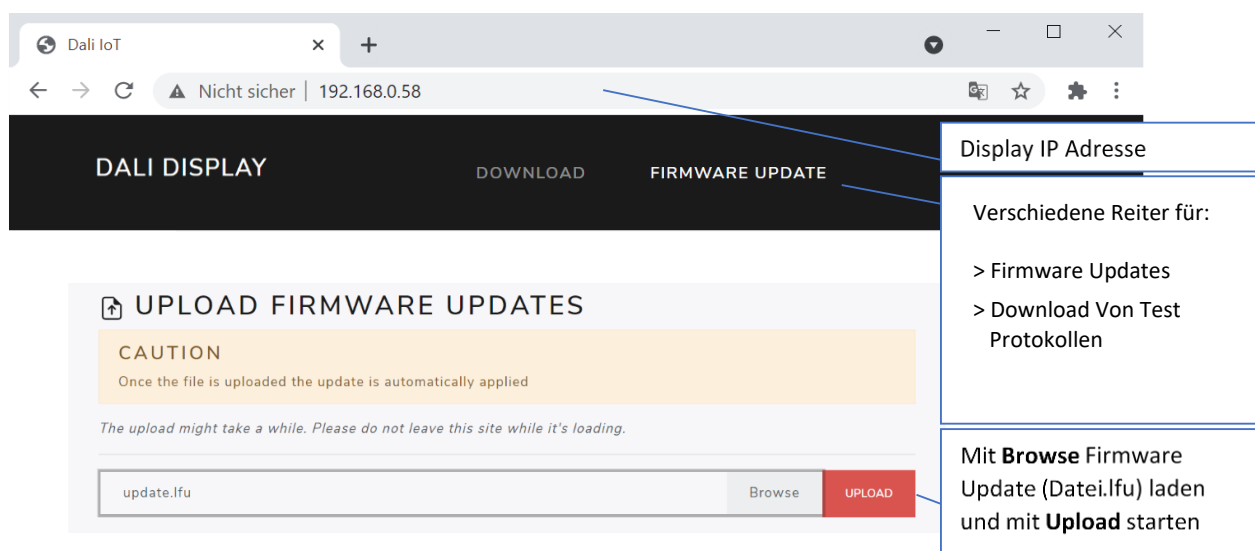 Dali IoT
Nicht sicher | 192.168.0.58
Display IP Adresse
DALI DISPLAY
DOWNLOAD
FIRMWARE UPDATE
Verschiedene Reiter für:
> Firmware Updates
> Download Von Test
Protokollen
UPLOAD FIRMWARE UPDATES
CAUTION
Once the file is uploaded the update is automatically applied
The upload might take a while. Please do not leave this site while it's loading.
update.lfu
Browse
UPLOAD
Mit Browse Firmware
Update (Datei.lfu) laden
und mit Upload starten